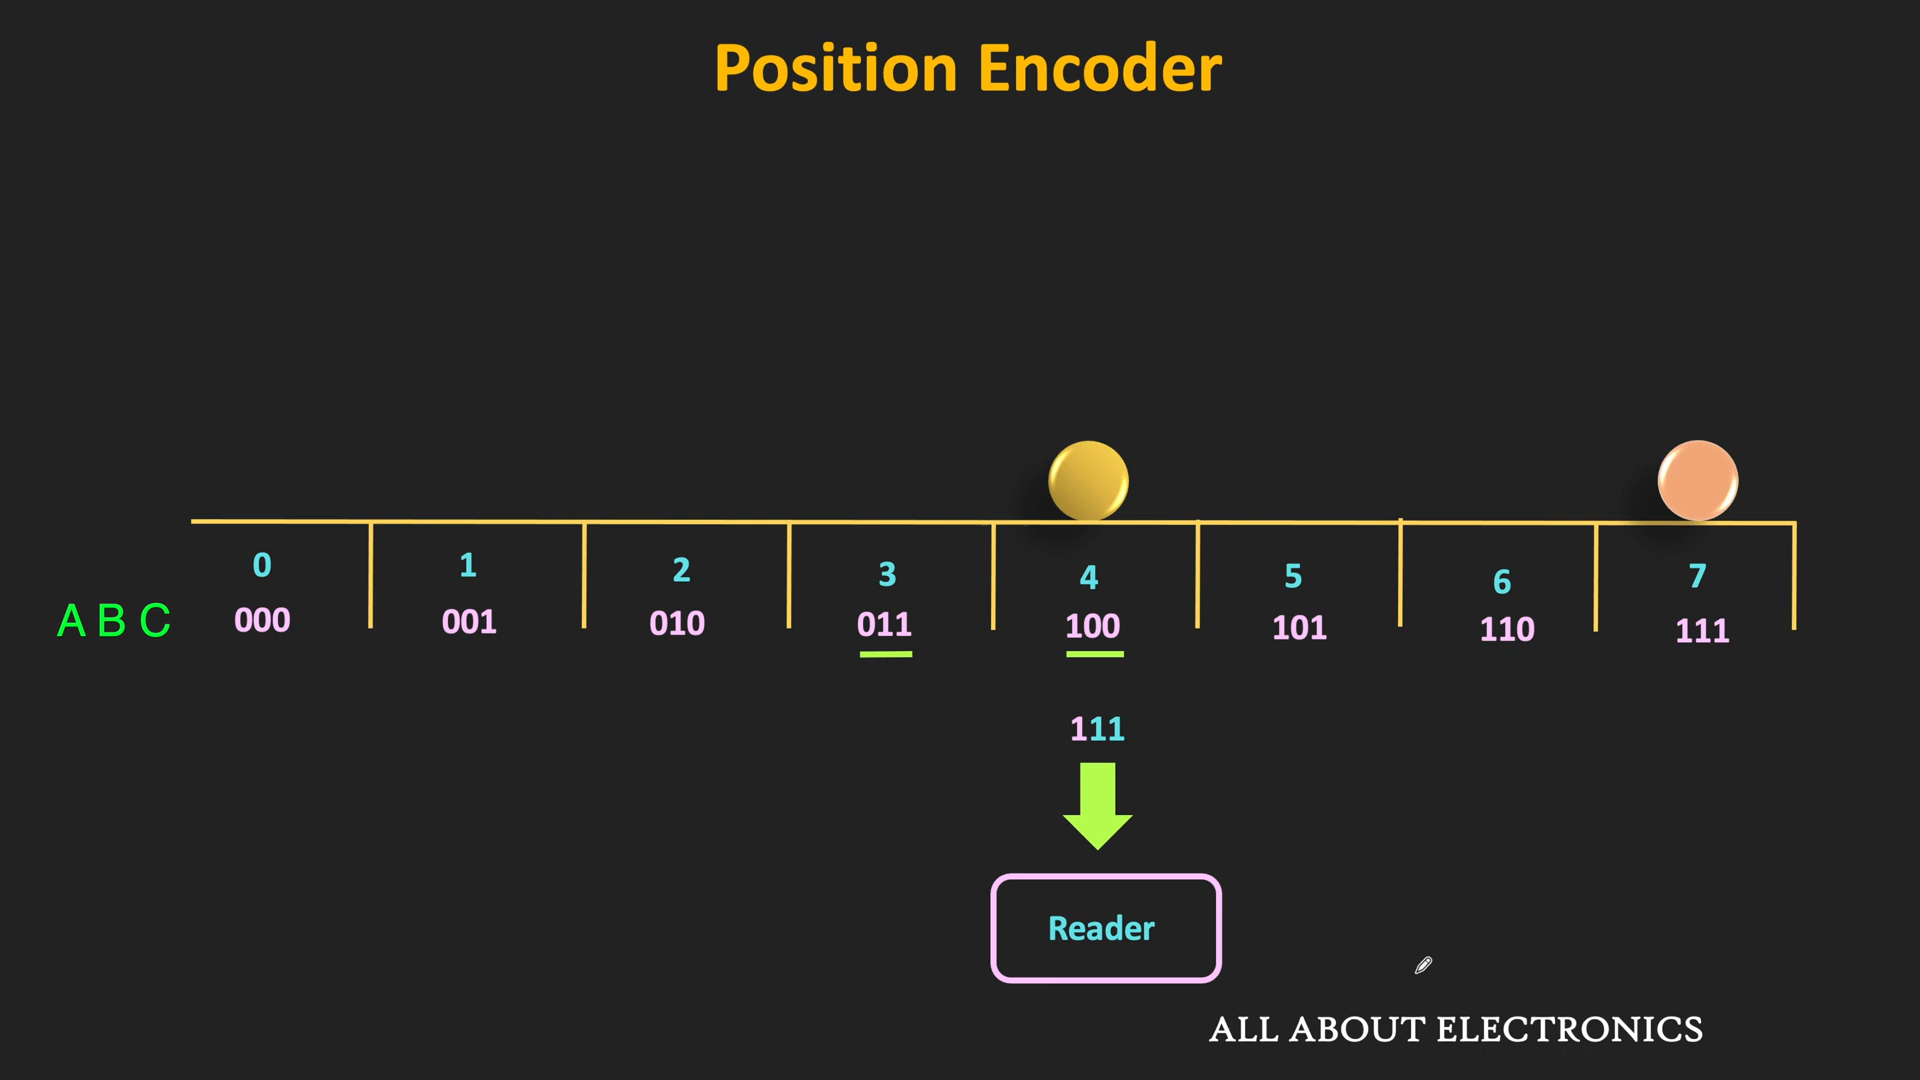 Position Encoder
0 1 2 3 4 5 6 7
A B C 000 001 010 011 100 101 110 111
111
Reader
ALL ABOUT ELECTRONICS